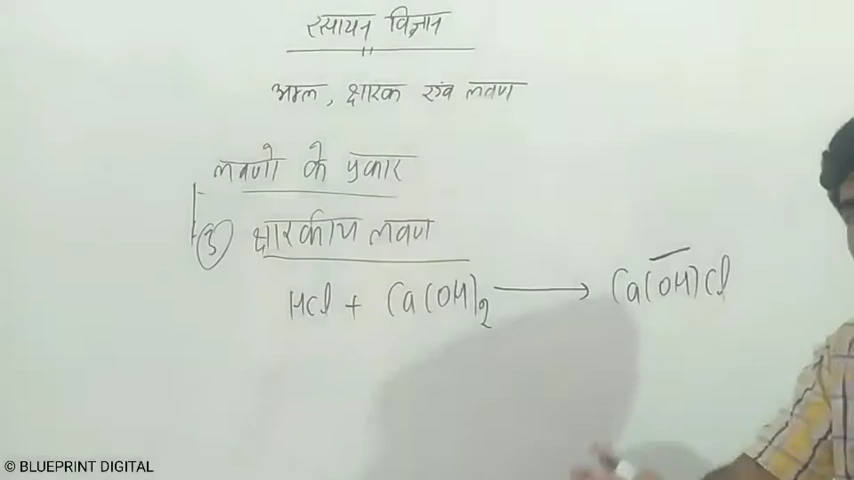 रसायन विज्ञान
अम्ल, क्षारक एवं लवण
लवणो के प्रकार
(3) क्षारकीय लवण
HCl + Ca(OH)₂ ⟶ Ca(OH)Cl
© BLUEPRINT DIGITAL